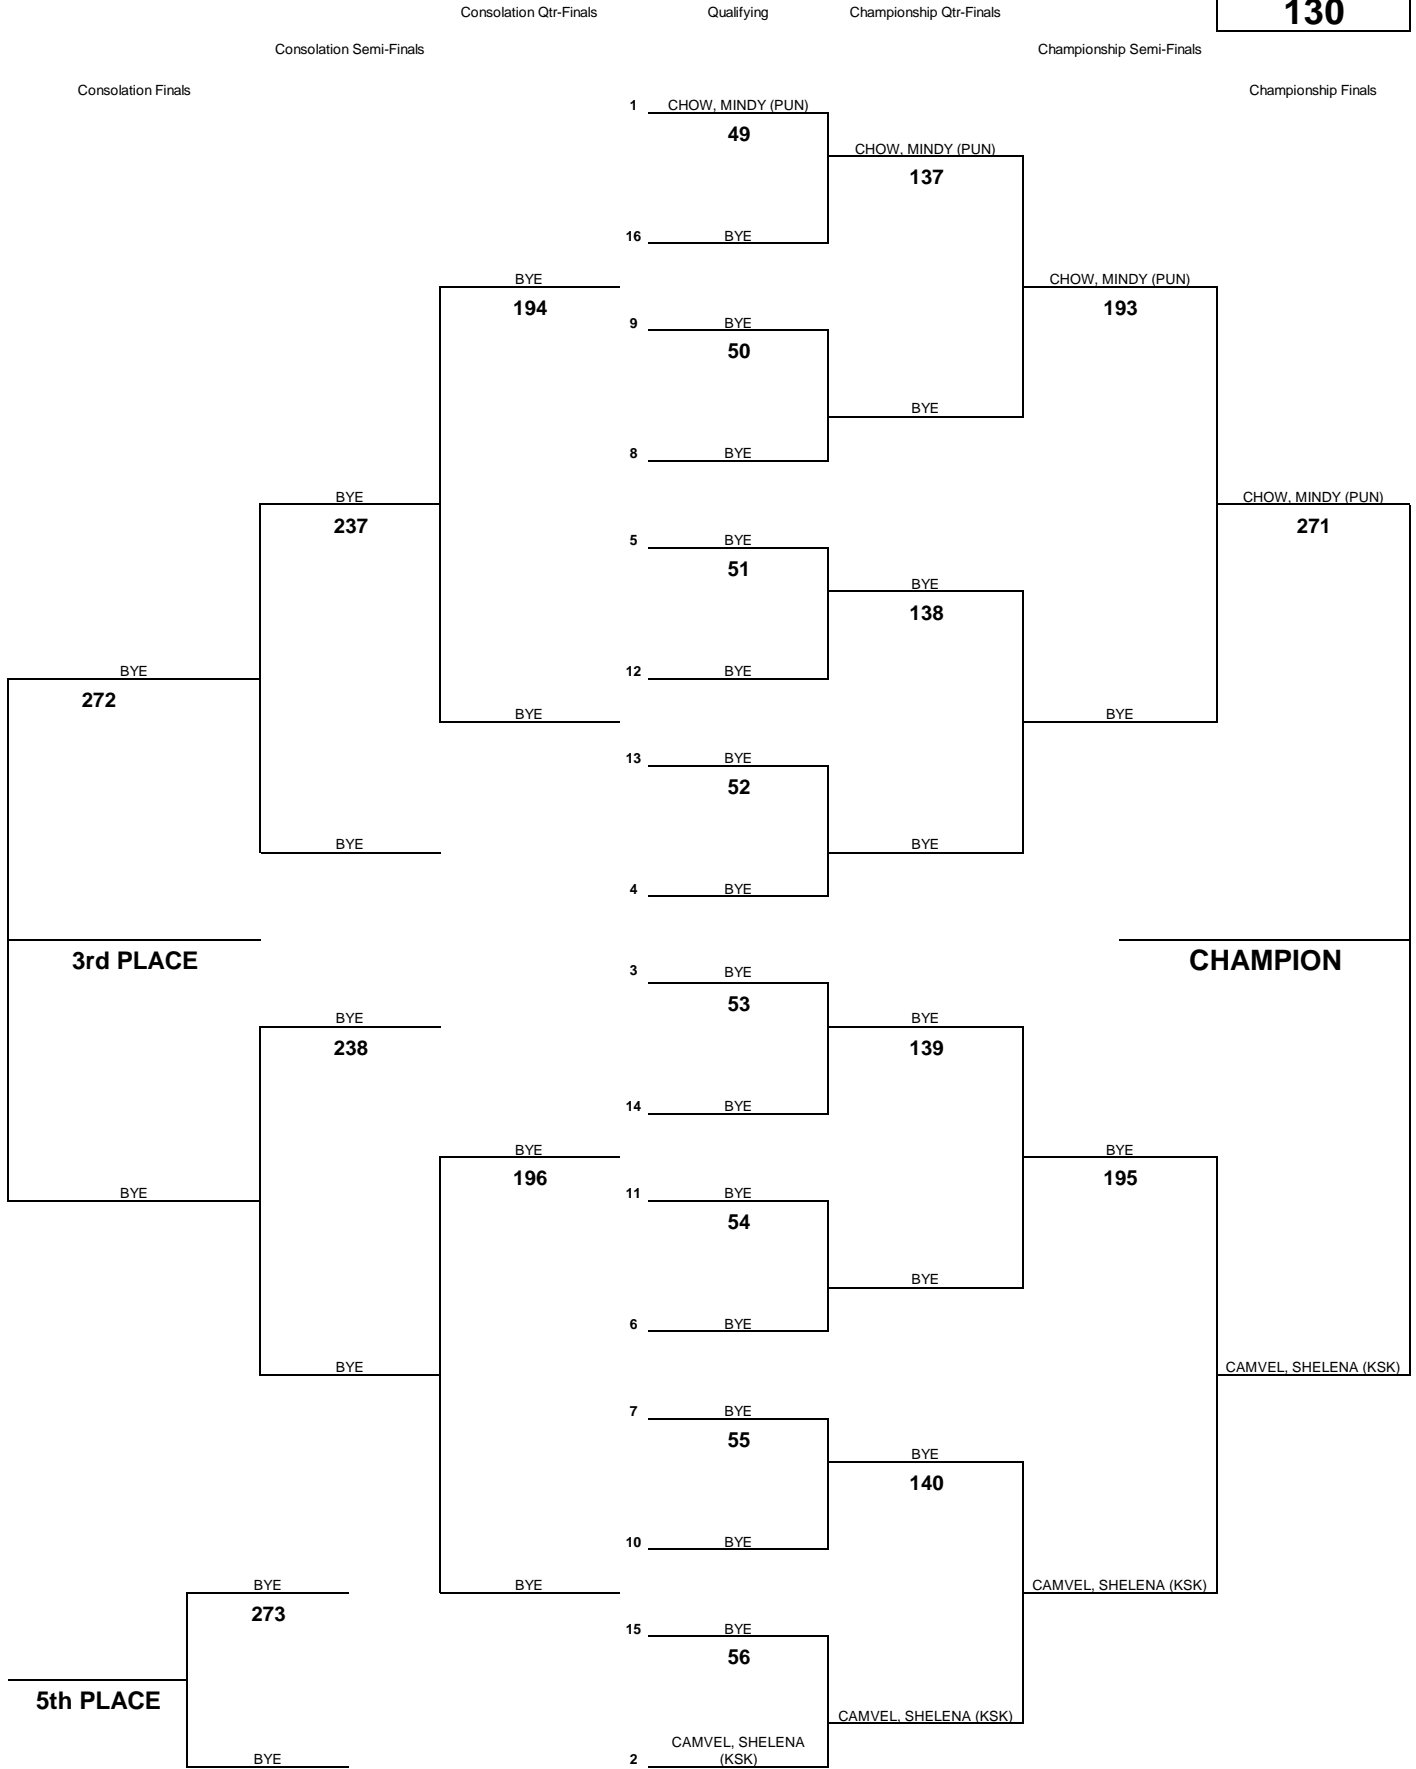 Consolation Qtr-Finals Qualifying Championship Qtr-Finals 130
Consolation Semi-Finals Championship Semi-Finals
Consolation Finals Championship Finals
1 CHOW, MINDY (PUN)
49
CHOW, MINDY (PUN)
137
16 BYE
BYE CHOW, MINDY (PUN)
194 193
9 BYE
50
BYE
8 BYE
BYE CHOW, MINDY (PUN)
237 271
5 BYE
51
BYE
138
12 BYE
BYE
272
BYE BYE
13 BYE
52
BYE BYE
4 BYE
3rd PLACE CHAMPION
3 BYE
53
BYE BYE
238 139
14 BYE
BYE BYE
196 195
BYE 11 BYE
54
BYE
6 BYE
BYE CAMVEL, SHELENA (KSK)
7 BYE
55
BYE
140
10 BYE
BYE BYE CAMVEL, SHELENA (KSK)
273
15 BYE
56
5th PLACE
CAMVEL, SHELENA (KSK)
CAMVEL, SHELENA
BYE 2 (KSK)